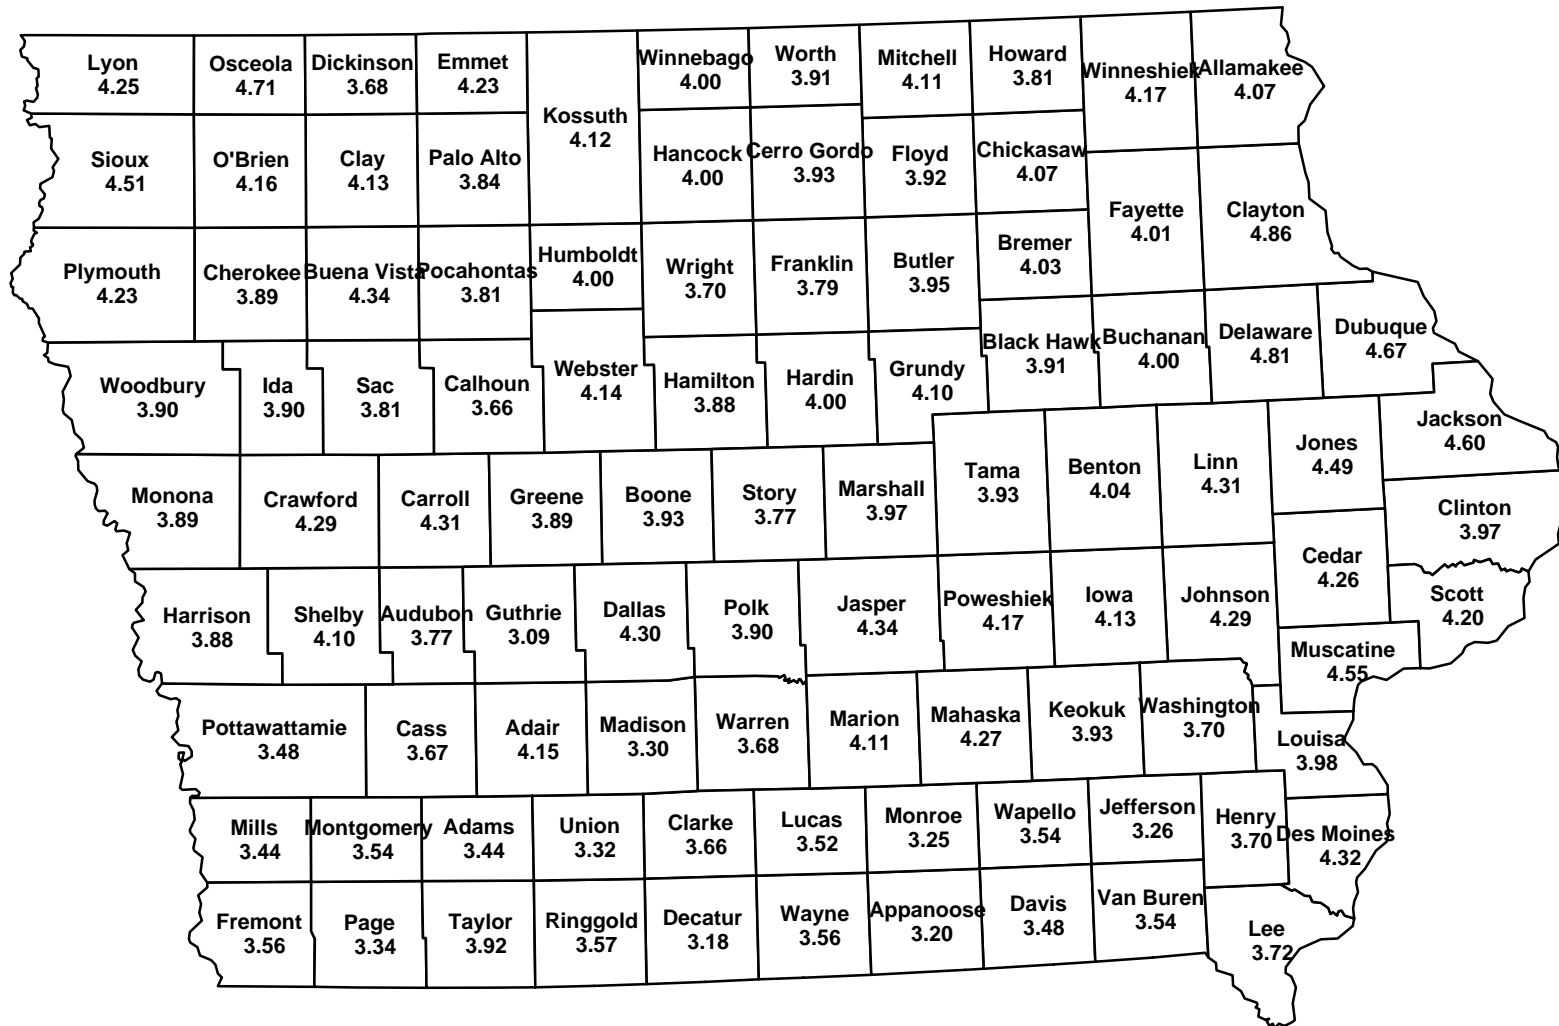 Lyon
4.25
Osceola
4.71
Dickinson
3.68
Emmet
4.23
Kossuth
4.12
Winnebago
4.00
Worth
3.91
Mitchell
4.11
Howard
3.81
Winneshiek
4.17
Allamakee
4.07
Sioux
4.51
O'Brien
4.16
Clay
4.13
Palo Alto
3.84
Hancock
4.00
Cerro Gordo
3.93
Floyd
3.92
Chickasaw
4.07
Fayette
4.01
Clayton
4.86
Plymouth
4.23
Cherokee
3.89
Buena Vista
4.34
Pocahontas
3.81
Humboldt
4.00
Wright
3.70
Franklin
3.79
Butler
3.95
Bremer
4.03
Woodbury
3.90
Ida
3.90
Sac
3.81
Calhoun
3.66
Webster
4.14
Hamilton
3.88
Hardin
4.00
Grundy
4.10
Black Hawk
3.91
Buchanan
4.00
Delaware
4.81
Dubuque
4.67
Monona
3.89
Crawford
4.29
Carroll
4.31
Greene
3.89
Boone
3.93
Story
3.77
Marshall
3.97
Tama
3.93
Benton
4.04
Linn
4.31
Jones
4.49
Jackson
4.60
Clinton
3.97
Cedar
4.26
Harrison
3.88
Shelby
4.10
Audubon
3.77
Guthrie
3.09
Dallas
4.30
Polk
3.90
Jasper
4.34
Poweshiek
4.17
Iowa
4.13
Johnson
4.29
Scott
4.20
Muscatine
4.55
Pottawattamie
3.48
Cass
3.67
Adair
4.15
Madison
3.30
Warren
3.68
Marion
4.11
Mahaska
4.27
Keokuk
3.93
Washington
3.70
Louisa
3.98
Mills
3.44
Montgomery
3.54
Adams
3.44
Union
3.32
Clarke
3.66
Lucas
3.52
Monroe
3.25
Wapello
3.54
Jefferson
3.26
Henry
3.70
Des Moines
4.32
Fremont
3.56
Page
3.34
Taylor
3.92
Ringgold
3.57
Decatur
3.18
Wayne
3.56
Appanoose
3.20
Davis
3.48
Van Buren
3.54
Lee
3.72